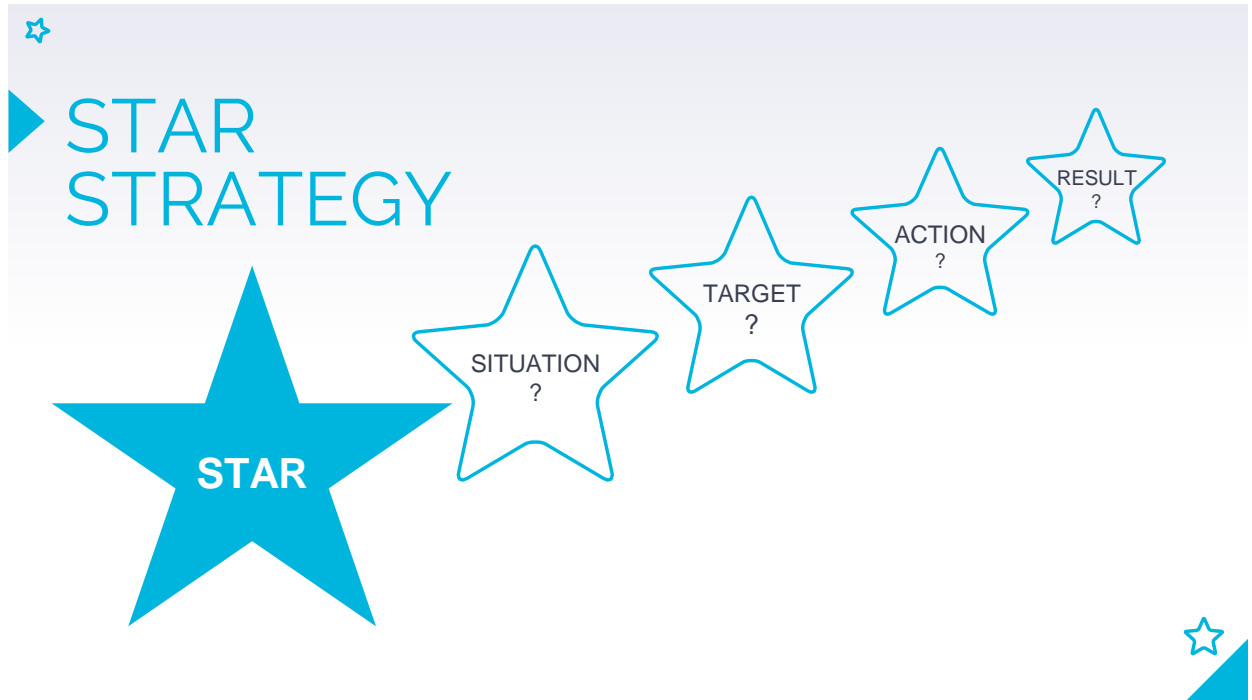 STAR
STRATEGY
STAR
SITUATION
?
TARGET
?
ACTION
?
RESULT
?